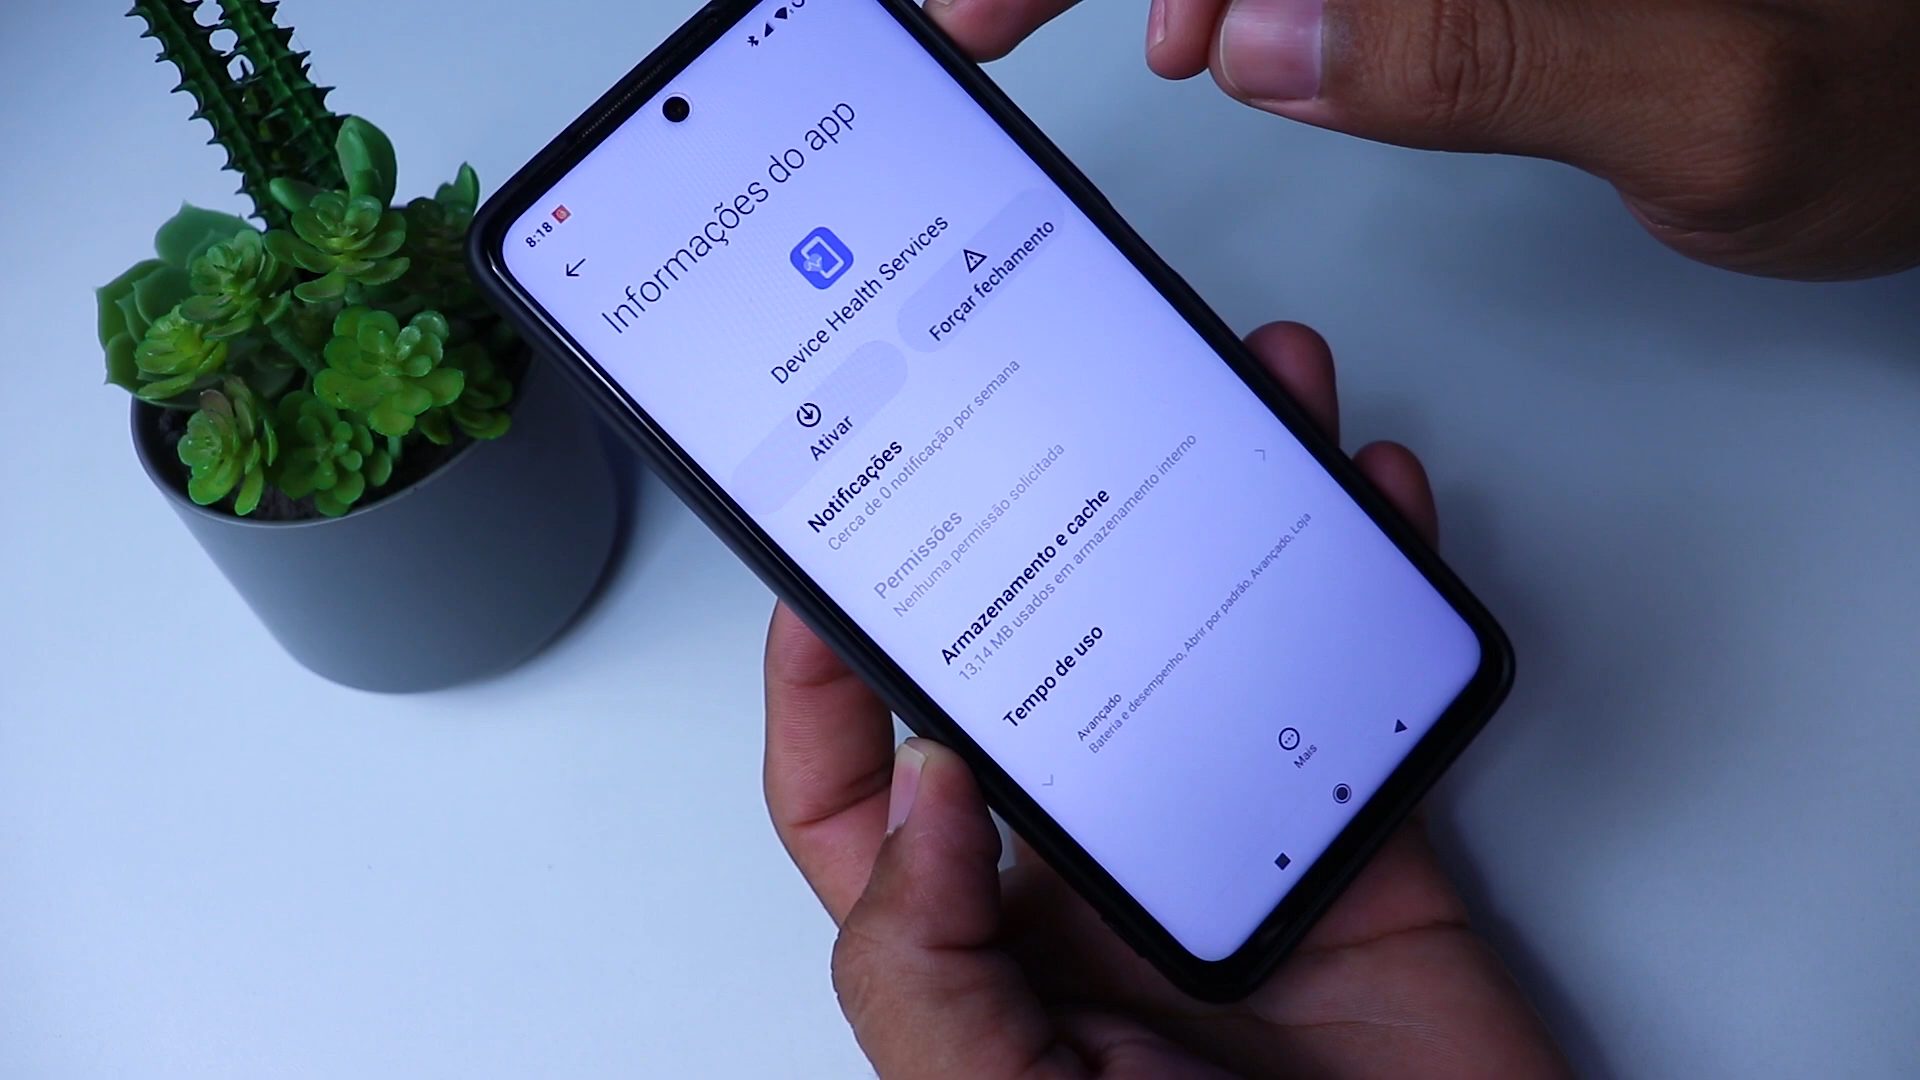 8:18
Informações do app
Device Health Services
Ativar
Forçar fechamento
Notificações
Cerca de 0 notificação por semana
Permissões
Nenhuma permissão solicitada
Armazenamento e cache
13,14 MB usados em armazenamento interno
Tempo de uso
Avançado
Bateria e desempenho, Abrir por padrão, Avançado, Loja
Mais